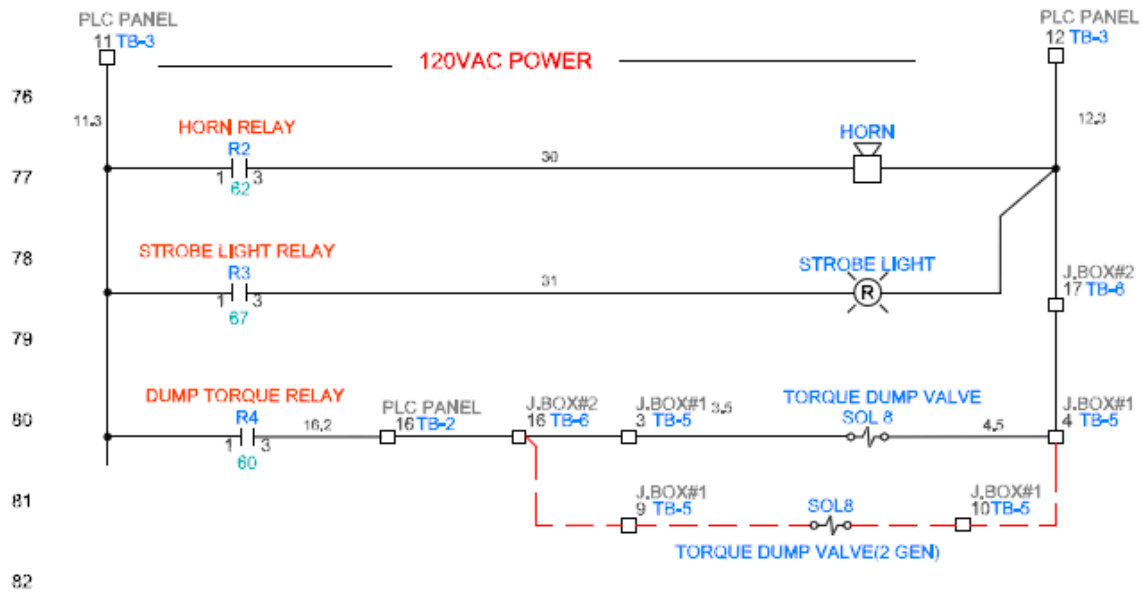 PLC PANEL
11 TB-3
PLC PANEL
12 TB-3
120VAC POWER
76
11.3
12.3
HORN RELAY
R2
1 3
62
30
HORN
77
78
STROBE LIGHT RELAY
R3
1 3
67
31
STROBE LIGHT
R
J.BOX#2
17 TB-6
79
DUMP TORQUE RELAY
R4
1 3
60
16.2
PLC PANEL
16 TB-2
J.BOX#2
16 TB-6
J.BOX#1
3 TB-5
3.5
TORQUE DUMP VALVE
SOL 8
4.5
J.BOX#1
4 TB-5
80
81
J.BOX#1
9 TB-5
SOL8
J.BOX#1
10 TB-5
TORQUE DUMP VALVE(2 GEN)
82